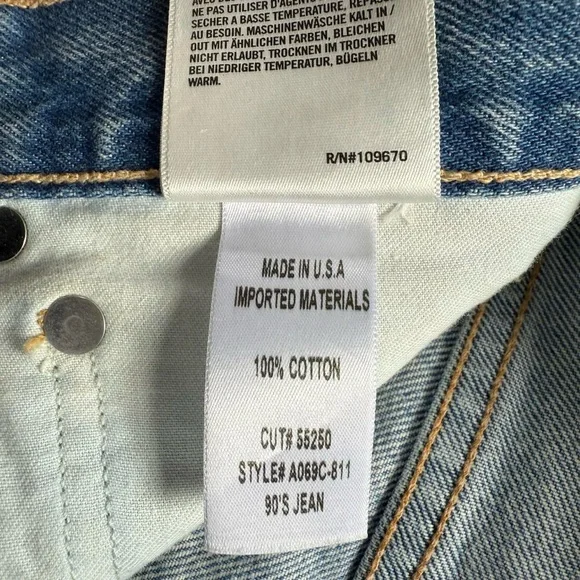 NE PAS UTILISER D'AGENTS
SECHER A BASSE TEMPERATURE, REPASS
AU BESOIN. MASCHINENWÄSCHE KALT IN /
OUT MIT ÄHNLICHEN FARBEN, BLEICHEN
NICHT ERLAUBT, TROCKNEN IM TROCKNER
BEI NIEDRIGER TEMPERATUR, BÜGELN
WARM.
R/N#109670
MADE IN U.S.A
IMPORTED MATERIALS
100% COTTON
CUT# 55250
STYLE# A069C-811
90'S JEAN